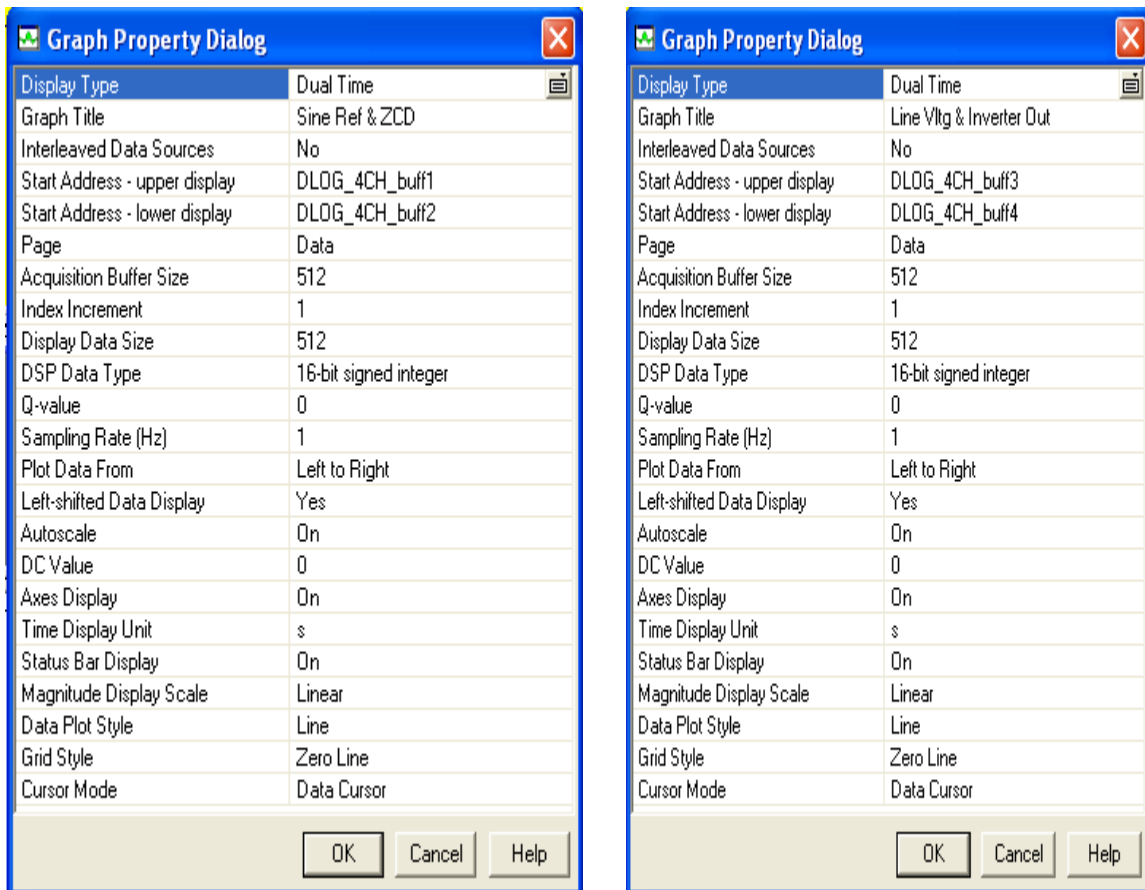 Graph Property Dialog
Display Type Dual Time
Graph Title Sine Ref & ZCD
Interleaved Data Sources No
Start Address - upper display DLOG_4CH_buff1
Start Address - lower display DLOG_4CH_buff2
Page Data
Acquisition Buffer Size 512
Index Increment 1
Display Data Size 512
DSP Data Type 16-bit signed integer
Q-value 0
Sampling Rate (Hz) 1
Plot Data From Left to Right
Left-shifted Data Display Yes
Autoscale On
DC Value 0
Axes Display On
Time Display Unit s
Status Bar Display On
Magnitude Display Scale Linear
Data Plot Style Line
Grid Style Zero Line
Cursor Mode Data Cursor
OK Cancel Help
Graph Property Dialog
Display Type Dual Time
Graph Title Line Vltg & Inverter Out
Interleaved Data Sources No
Start Address - upper display DLOG_4CH_buff3
Start Address - lower display DLOG_4CH_buff4
Page Data
Acquisition Buffer Size 512
Index Increment 1
Display Data Size 512
DSP Data Type 16-bit signed integer
Q-value 0
Sampling Rate (Hz) 1
Plot Data From Left to Right
Left-shifted Data Display Yes
Autoscale On
DC Value 0
Axes Display On
Time Display Unit s
Status Bar Display On
Magnitude Display Scale Linear
Data Plot Style Line
Grid Style Zero Line
Cursor Mode Data Cursor
OK Cancel Help